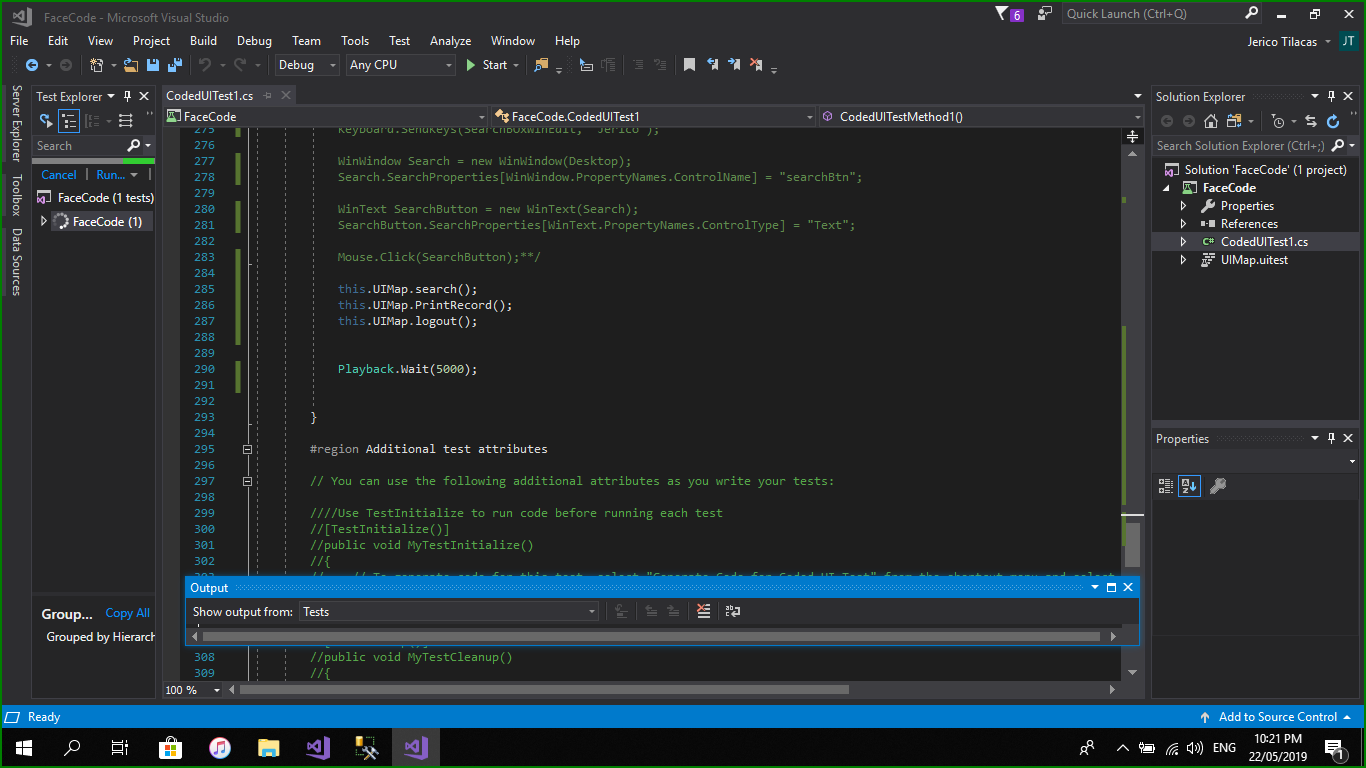 FaceCode - Microsoft Visual Studio
6
Quick Launch (Ctrl+Q)
File Edit View Project Build Debug Team Tools Test Analyze Window Help
Jerico Tilacas
JT
Debug
Any CPU
Start
Server Explorer
Toolbox
Data Sources
Test Explorer
Search
Cancel
Run...
FaceCode (1 tests)
FaceCode (1)
Group...
Copy All
Grouped by Hierarch
CodedUITest1.cs
FaceCode
FaceCode.CodedUITest1
CodedUITestMethod1()
275 Keyboard.SendKeys(SearchBoxWinEdit, "Jerico");
276
277 WinWindow Search = new WinWindow(Desktop);
278 Search.SearchProperties[WinWindow.PropertyNames.ControlName] = "searchBtn";
279
280 WinText SearchButton = new WinText(Search);
281 SearchButton.SearchProperties[WinText.PropertyNames.ControlType] = "Text";
282
283 Mouse.Click(SearchButton);**/
284
285 this.UIMap.search();
286 this.UIMap.PrintRecord();
287 this.UIMap.logout();
288
289
290 Playback.Wait(5000);
291
292
293 }
294
295 #region Additional test attributes
296
297 // You can use the following additional attributes as you write your tests:
298
299 ////Use TestInitialize to run code before running each test
300 //[TestInitialize()]
301 //public void MyTestInitialize()
302 //{
Output
Show output from: Tests
308 //public void MyTestCleanup()
309 //{
100 %
Solution Explorer
Search Solution Explorer (Ctrl+;)
Solution 'FaceCode' (1 project)
FaceCode
Properties
References
C# CodedUITest1.cs
UIMap.uitest
Properties
Ready
Add to Source Control
ENG
10:21 PM
22/05/2019
1